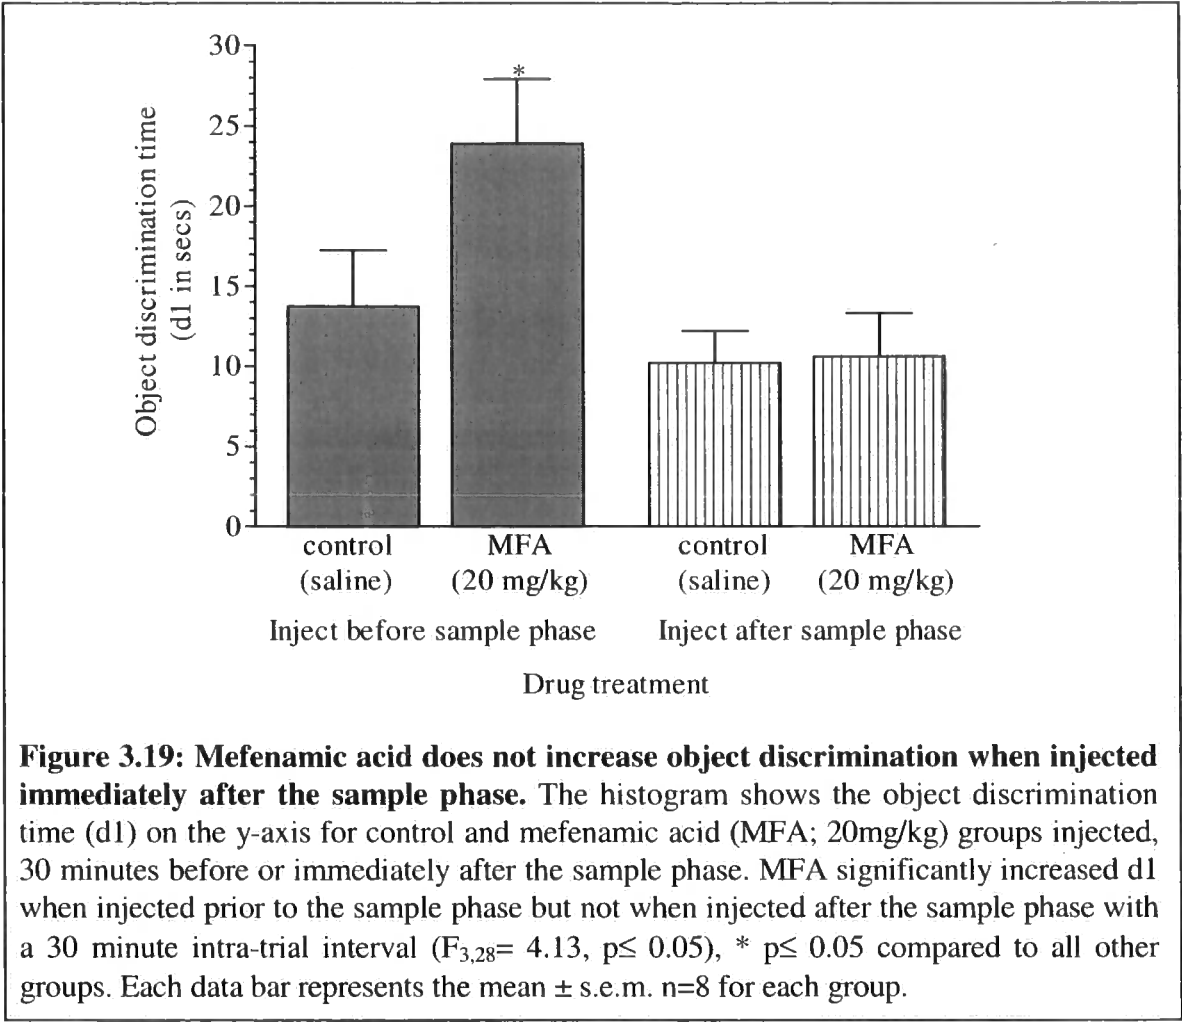 30
25
20
15
10
5
0
Object discrimination time
(d1 in secs)
*
control
(saline)
MFA
(20 mg/kg)
control
(saline)
MFA
(20 mg/kg)
Inject before sample phase
Inject after sample phase
Drug treatment
Figure 3.19: Mefenamic acid does not increase object discrimination when injected
immediately after the sample phase. The histogram shows the object discrimination
time (d1) on the y-axis for control and mefenamic acid (MFA; 20mg/kg) groups injected,
30 minutes before or immediately after the sample phase. MFA significantly increased d1
when injected prior to the sample phase but not when injected after the sample phase with
a 30 minute intra-trial interval (F3,28= 4.13, p≤ 0.05), * p≤ 0.05 compared to all other
groups. Each data bar represents the mean ± s.e.m. n=8 for each group.